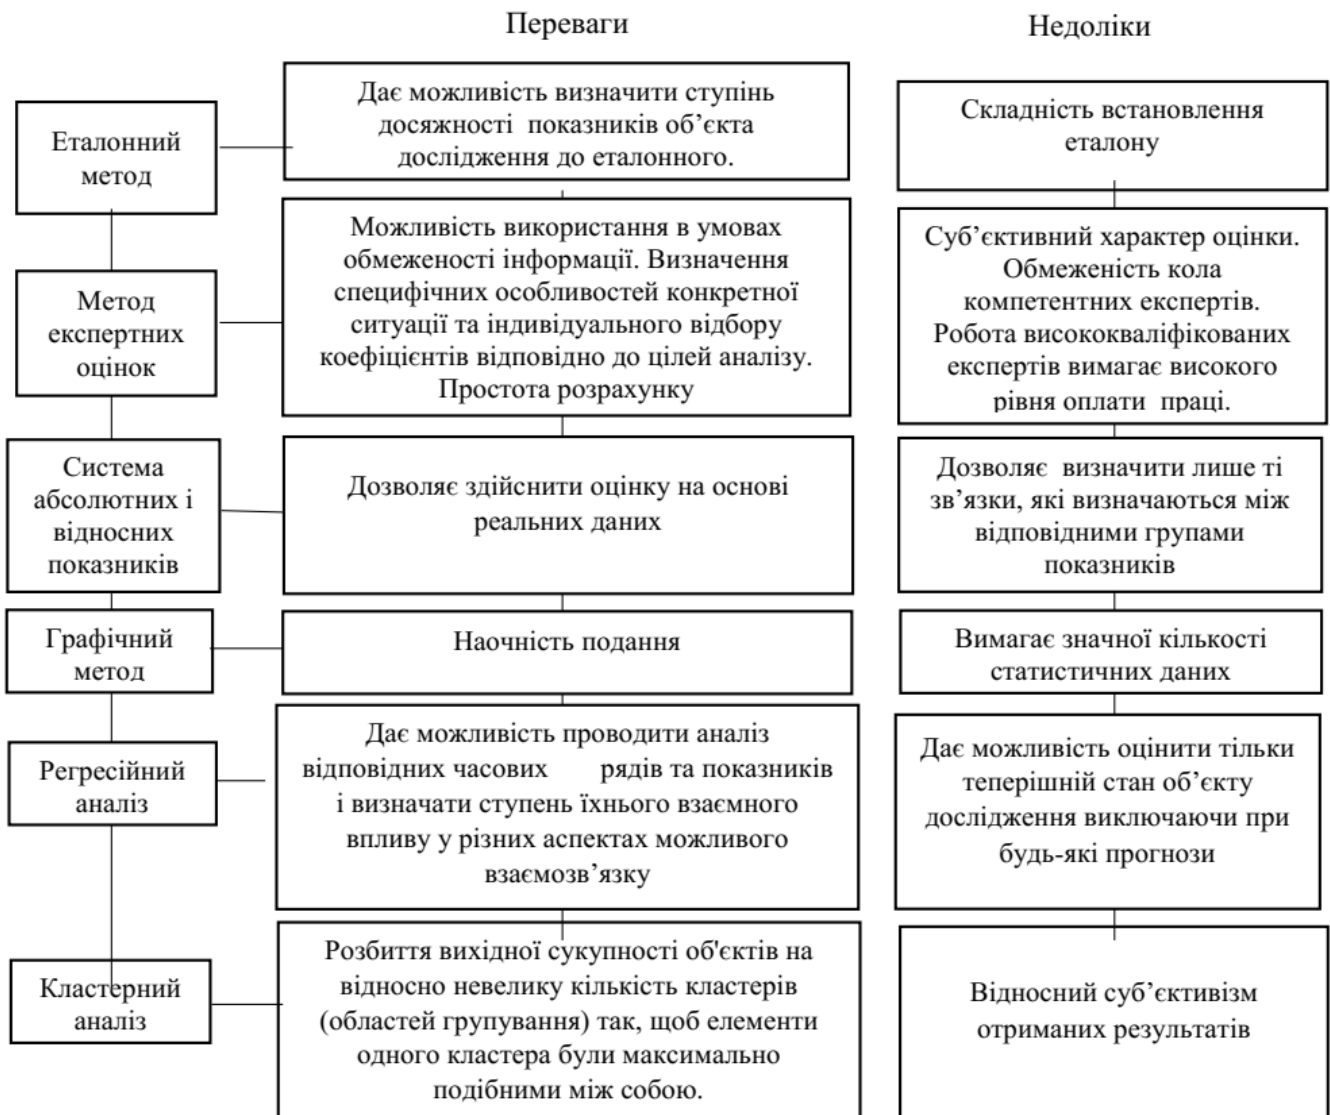 Переваги
Недоліки
Еталонний
метод
Дає можливість визначити ступінь
досяжності показників об’єкта
дослідження до еталонного.
Складність встановлення
еталону
Метод
експертних
оцінок
Можливість використання в умовах
обмеженості інформації. Визначення
специфічних особливостей конкретної
ситуації та індивідуального відбору
коефіцієнтів відповідно до цілей аналізу.
Простота розрахунку
Суб’єктивний характер оцінки.
Обмеженість кола
компетентних експертів.
Робота висококваліфікованих
експертів вимагає високого
рівня оплати праці.
Система
абсолютних і
відносних
показників
Дозволяє здійснити оцінку на основі
реальних даних
Дозволяє визначити лише ті
зв’язки, які визначаються між
відповідними групами
показників
Графічний
метод
Наочність подання
Вимагає значної кількості
статистичних даних
Регресійний
аналіз
Дає можливість проводити аналіз
відповідних часових рядів та показників
і визначати ступень їхнього взаємного
впливу у різних аспектах можливого
взаємозв’язку
Дає можливість оцінити тільки
теперішній стан об’єкту
дослідження виключаючи при
будь-які прогнози
Кластерний
аналіз
Розбиття вихідної сукупності об'єктів на
відносно невелику кількість кластерів
(областей групування) так, щоб елементи
одного кластера були максимально
подібними між собою.
Відносний суб’єктивізм
отриманих результатів